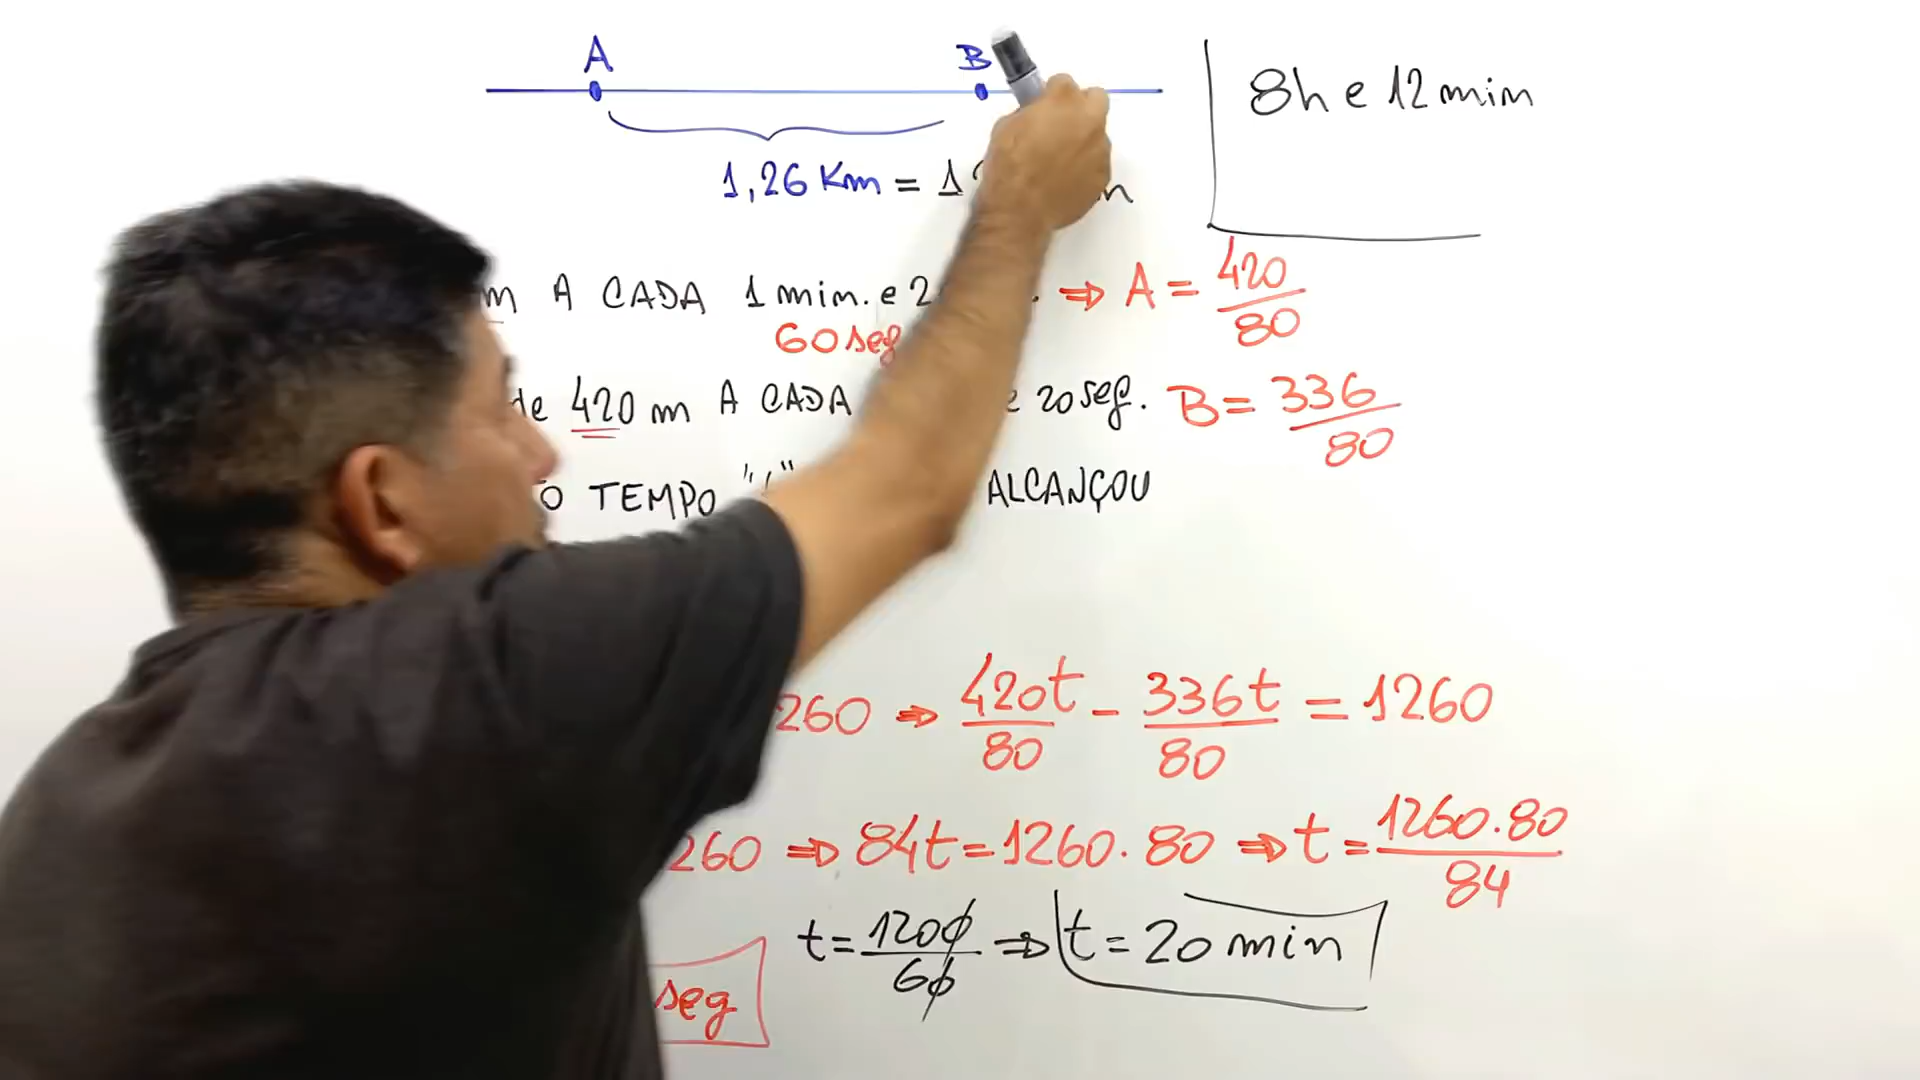 A B
8h e 12 min
1,26 Km = 1
m A CADA 1 min. e 2 . ⇒ A = 420/80
60 seg
de 420 m A CADA e 20 seg. B = 336/80
O TEMPO ALCANÇOU
260 ⇒ 420t/80 - 336t/80 = 1260
260 ⇒ 84t = 1260.80 ⇒ t = 1260.80/84
t = 1200/60 ⇒ t = 20 min
seg